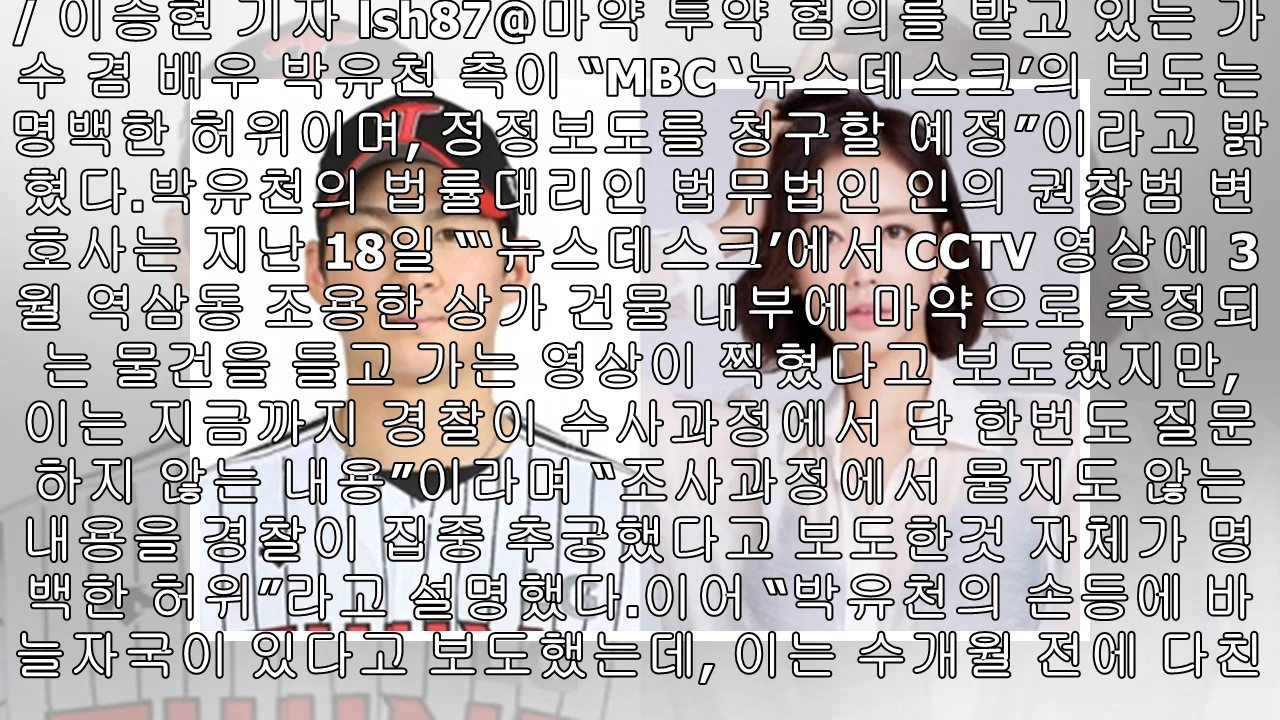 / 이승현 기자 lsh87@마약 투약 혐의를 받고 있는 가
수 겸 배우 박유천 측이 “MBC ‘뉴스데스크’의 보도는
명백한 허위이며, 정정보도를 청구할 예정”이라고 밝
혔다.박유천의 법률대리인 법무법인 인의 권창범 변
호사는 지난 18일 “‘뉴스데스크’에서 CCTV 영상에 3
월 역삼동 조용한 상가 건물 내부에 마약으로 추정되
는 물건을 들고 가는 영상이 찍혔다고 보도했지만,
이는 지금까지 경찰이 수사과정에서 단 한번도 질문
하지 않는 내용”이라며 “조사과정에서 묻지도 않는
내용을 경찰이 집중 추궁했다고 보도한것 자체가 명
백한 허위”라고 설명했다.이어 “박유천의 손등에 바
늘자국이 있다고 보도했는데, 이는 수개월 전에 다친